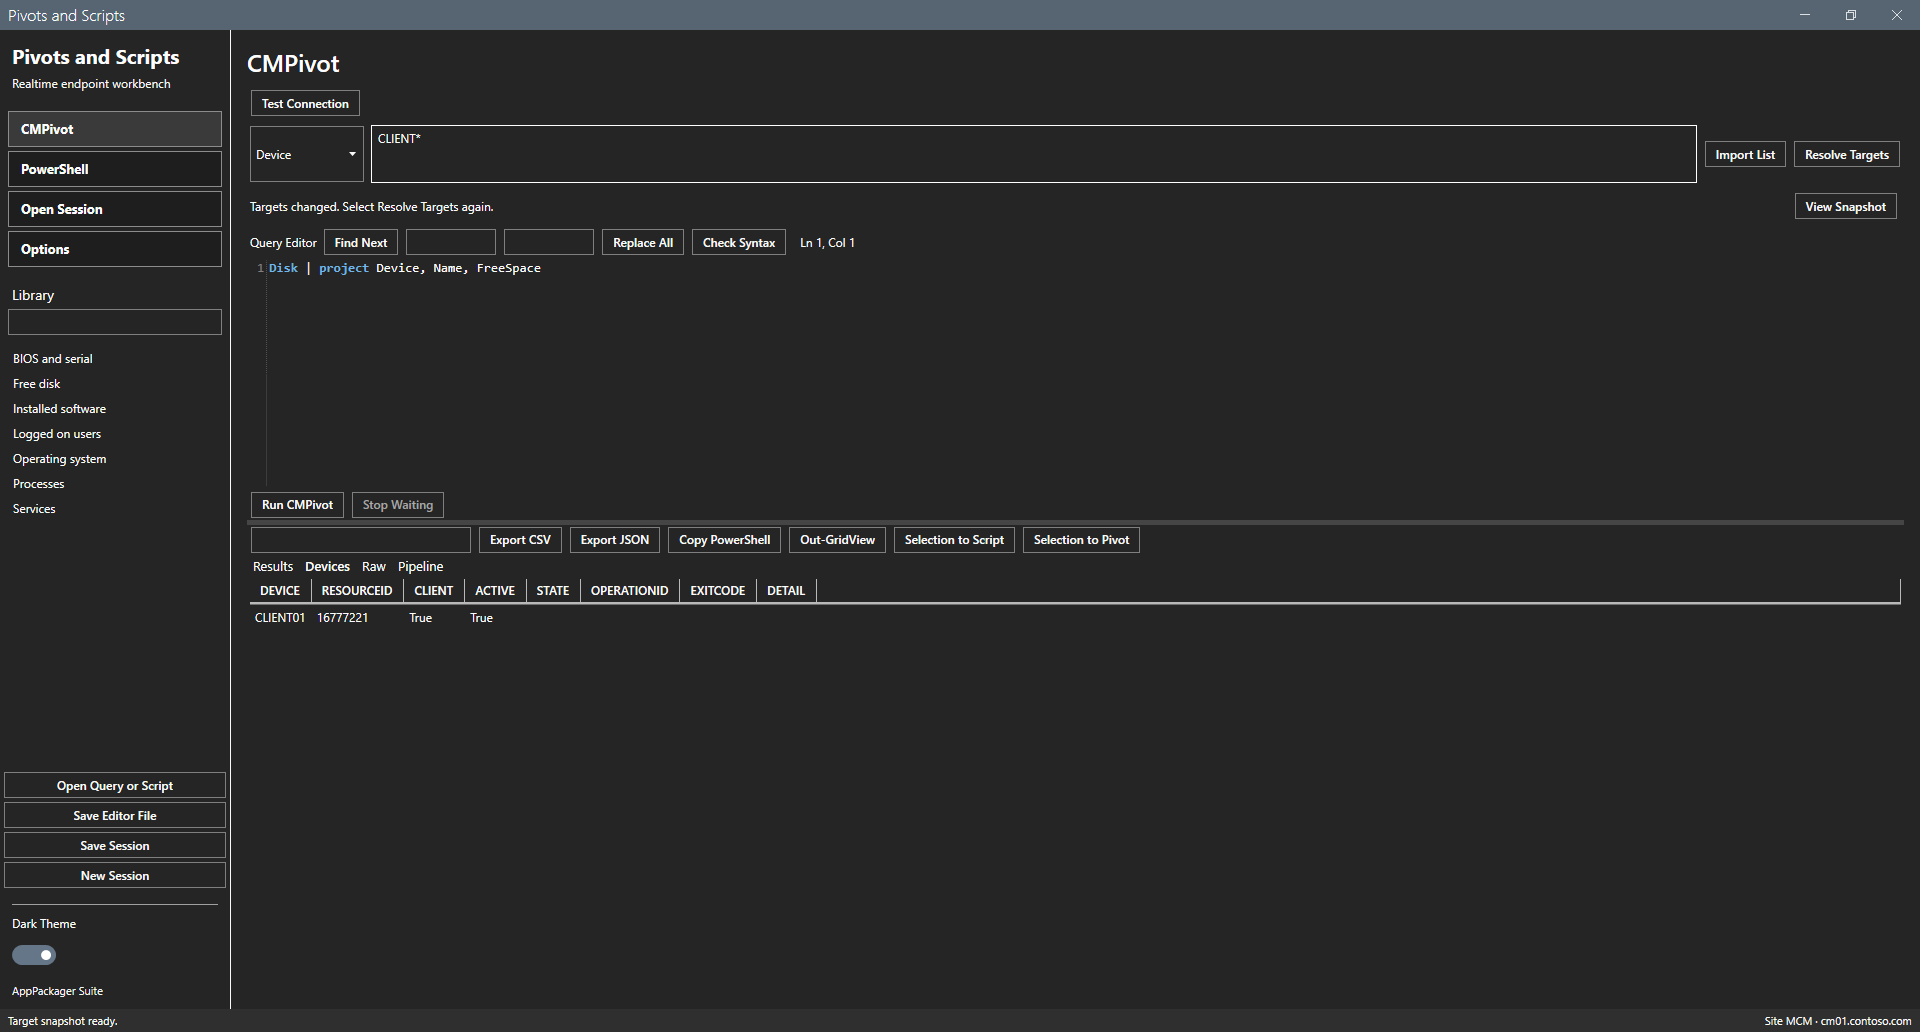 Pivots and Scripts
Pivots and Scripts
Realtime endpoint workbench
CMPivot
PowerShell
Open Session
Options
Library
BIOS and serial
Free disk
Installed software
Logged on users
Operating system
Processes
Services
Open Query or Script
Save Editor File
Save Session
New Session
Dark Theme
AppPackager Suite
CMPivot
Test Connection
Device
CLIENT*
Import List
Resolve Targets
Targets changed. Select Resolve Targets again.
View Snapshot
Query Editor
Find Next
Replace All
Check Syntax
Ln 1, Col 1
1 Disk | project Device, Name, FreeSpace
Run CMPivot
Stop Waiting
Export CSV
Export JSON
Copy PowerShell
Out-GridView
Selection to Script
Selection to Pivot
Results Devices Raw Pipeline
DEVICE RESOURCEID CLIENT ACTIVE STATE OPERATIONID EXITCODE DETAIL
CLIENT01 16777221 True True
Target snapshot ready.
Site MCM · cm01.contoso.com